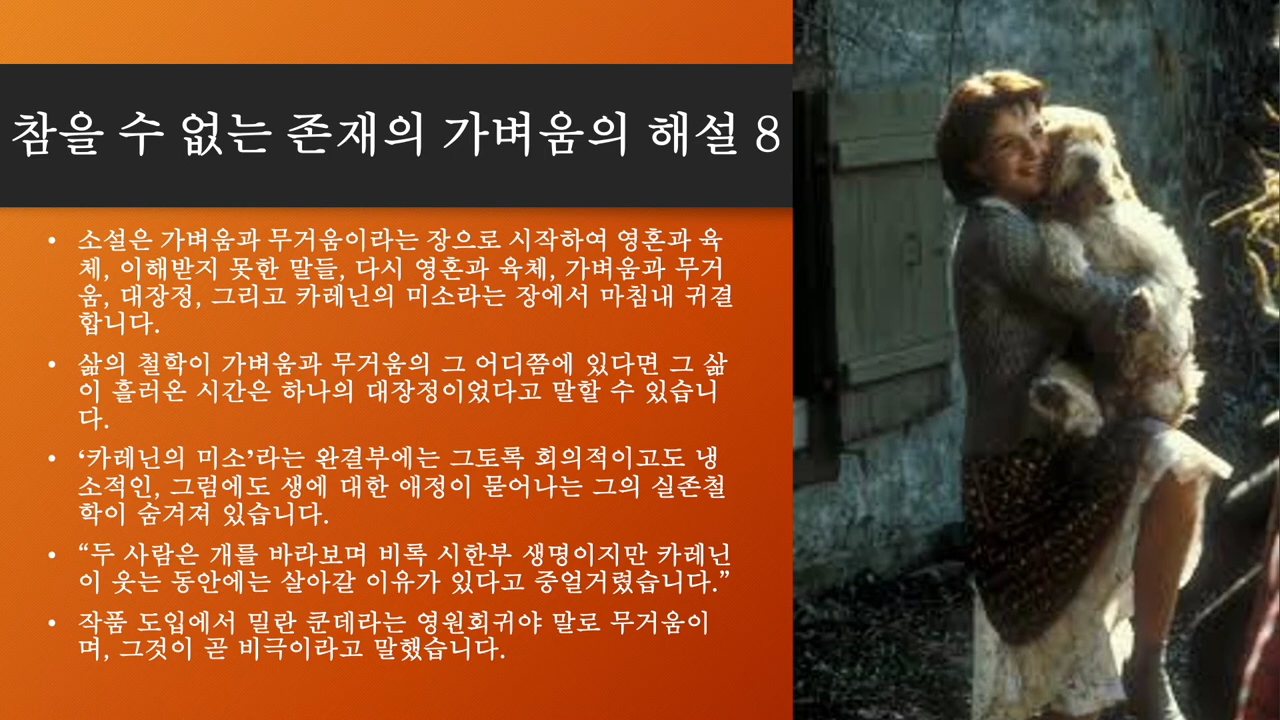 참을 수 없는 존재의 가벼움의 해설 8
• 소설은 가벼움과 무거움이라는 장으로 시작하여 영혼과 육
체, 이해받지 못한 말들, 다시 영혼과 육체, 가벼움과 무거
움, 대장정, 그리고 카레닌의 미소라는 장에서 마침내 귀결
합니다.
• 삶의 철학이 가벼움과 무거움의 그 어디쯤에 있다면 그 삶
이 흘러온 시간은 하나의 대장정이었다고 말할 수 있습니
다.
• ‘카레닌의 미소’라는 완결부에는 그토록 회의적이고도 냉
소적인, 그럼에도 생에 대한 애정이 묻어나는 그의 실존철
학이 숨겨져 있습니다.
• “두 사람은 개를 바라보며 비록 시한부 생명이지만 카레닌
이 웃는 동안에는 살아갈 이유가 있다고 중얼거렸습니다.”
• 작품 도입에서 밀란 쿤데라는 영원회귀야 말로 무거움이
며, 그것이 곧 비극이라고 말했습니다.